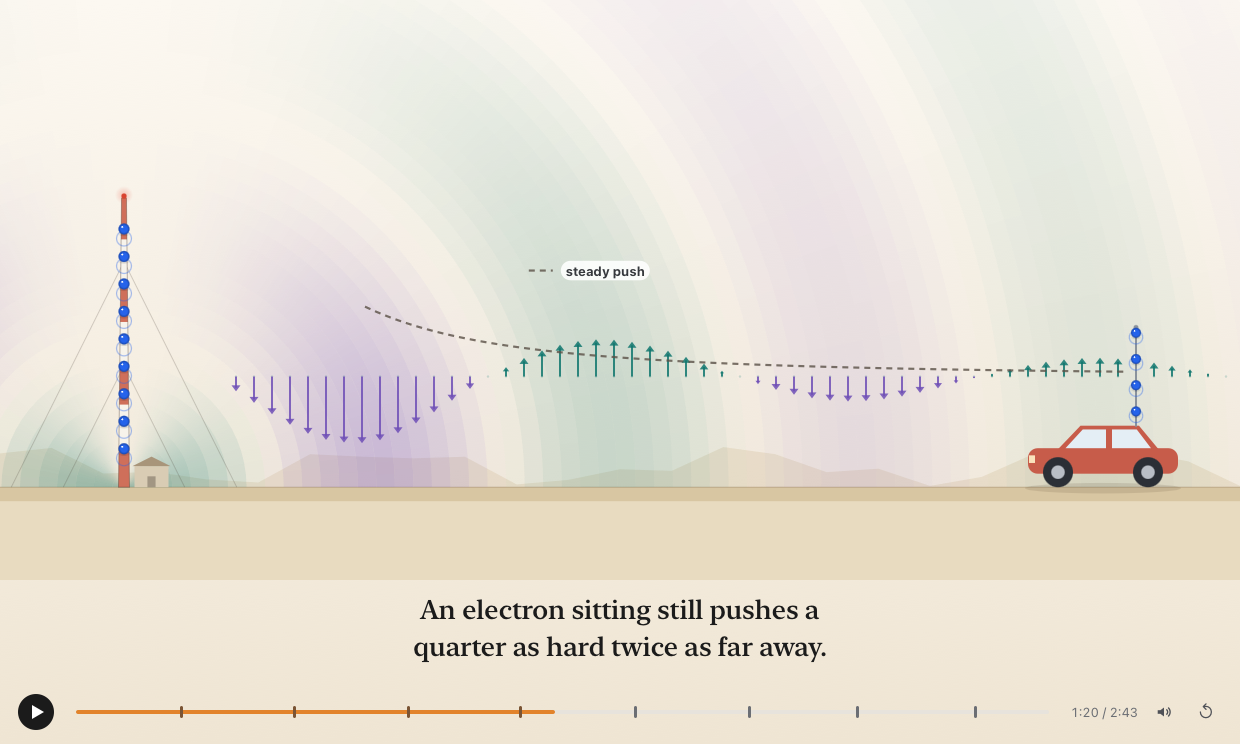 steady push
An electron sitting still pushes a
quarter as hard twice as far away.
1:20 / 2:43